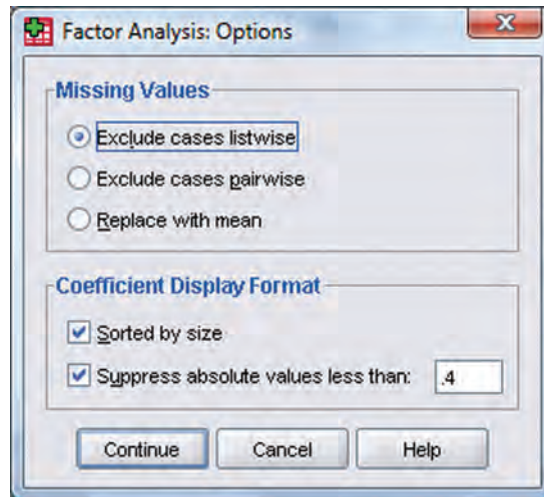 Factor Analysis: Options
X
Missing Values
Exclude cases listwise
Exclude cases pairwise
Replace with mean
Coefficient Display Format
Sorted by size
Suppress absolute values less than: .4
Continue Cancel Help